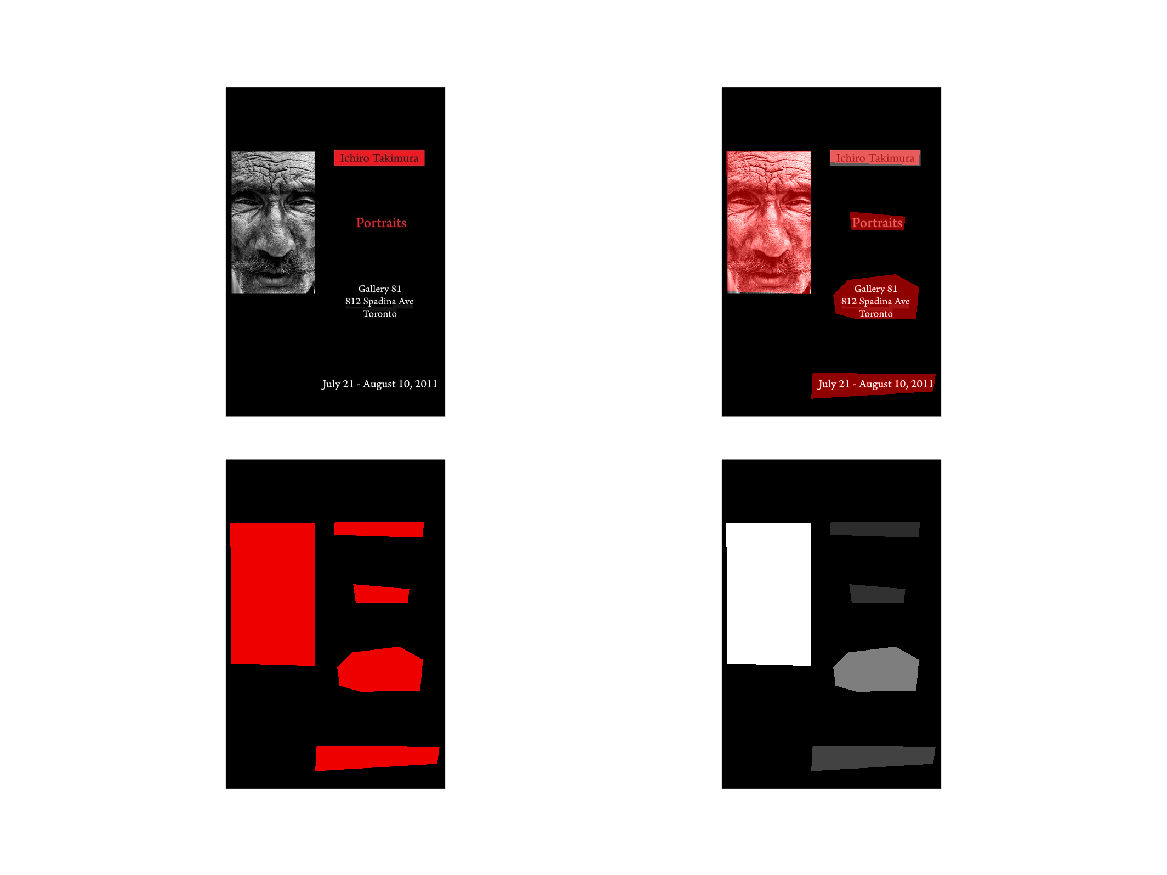 Ichiro Takimura
Portraits
Gallery 81
812 Spadina Ave
Toronto
July 21 - August 10, 2011
Ichiro Takimura
Portraits
Gallery 81
812 Spadina Ave
Toronto
July 21 - August 10, 2011